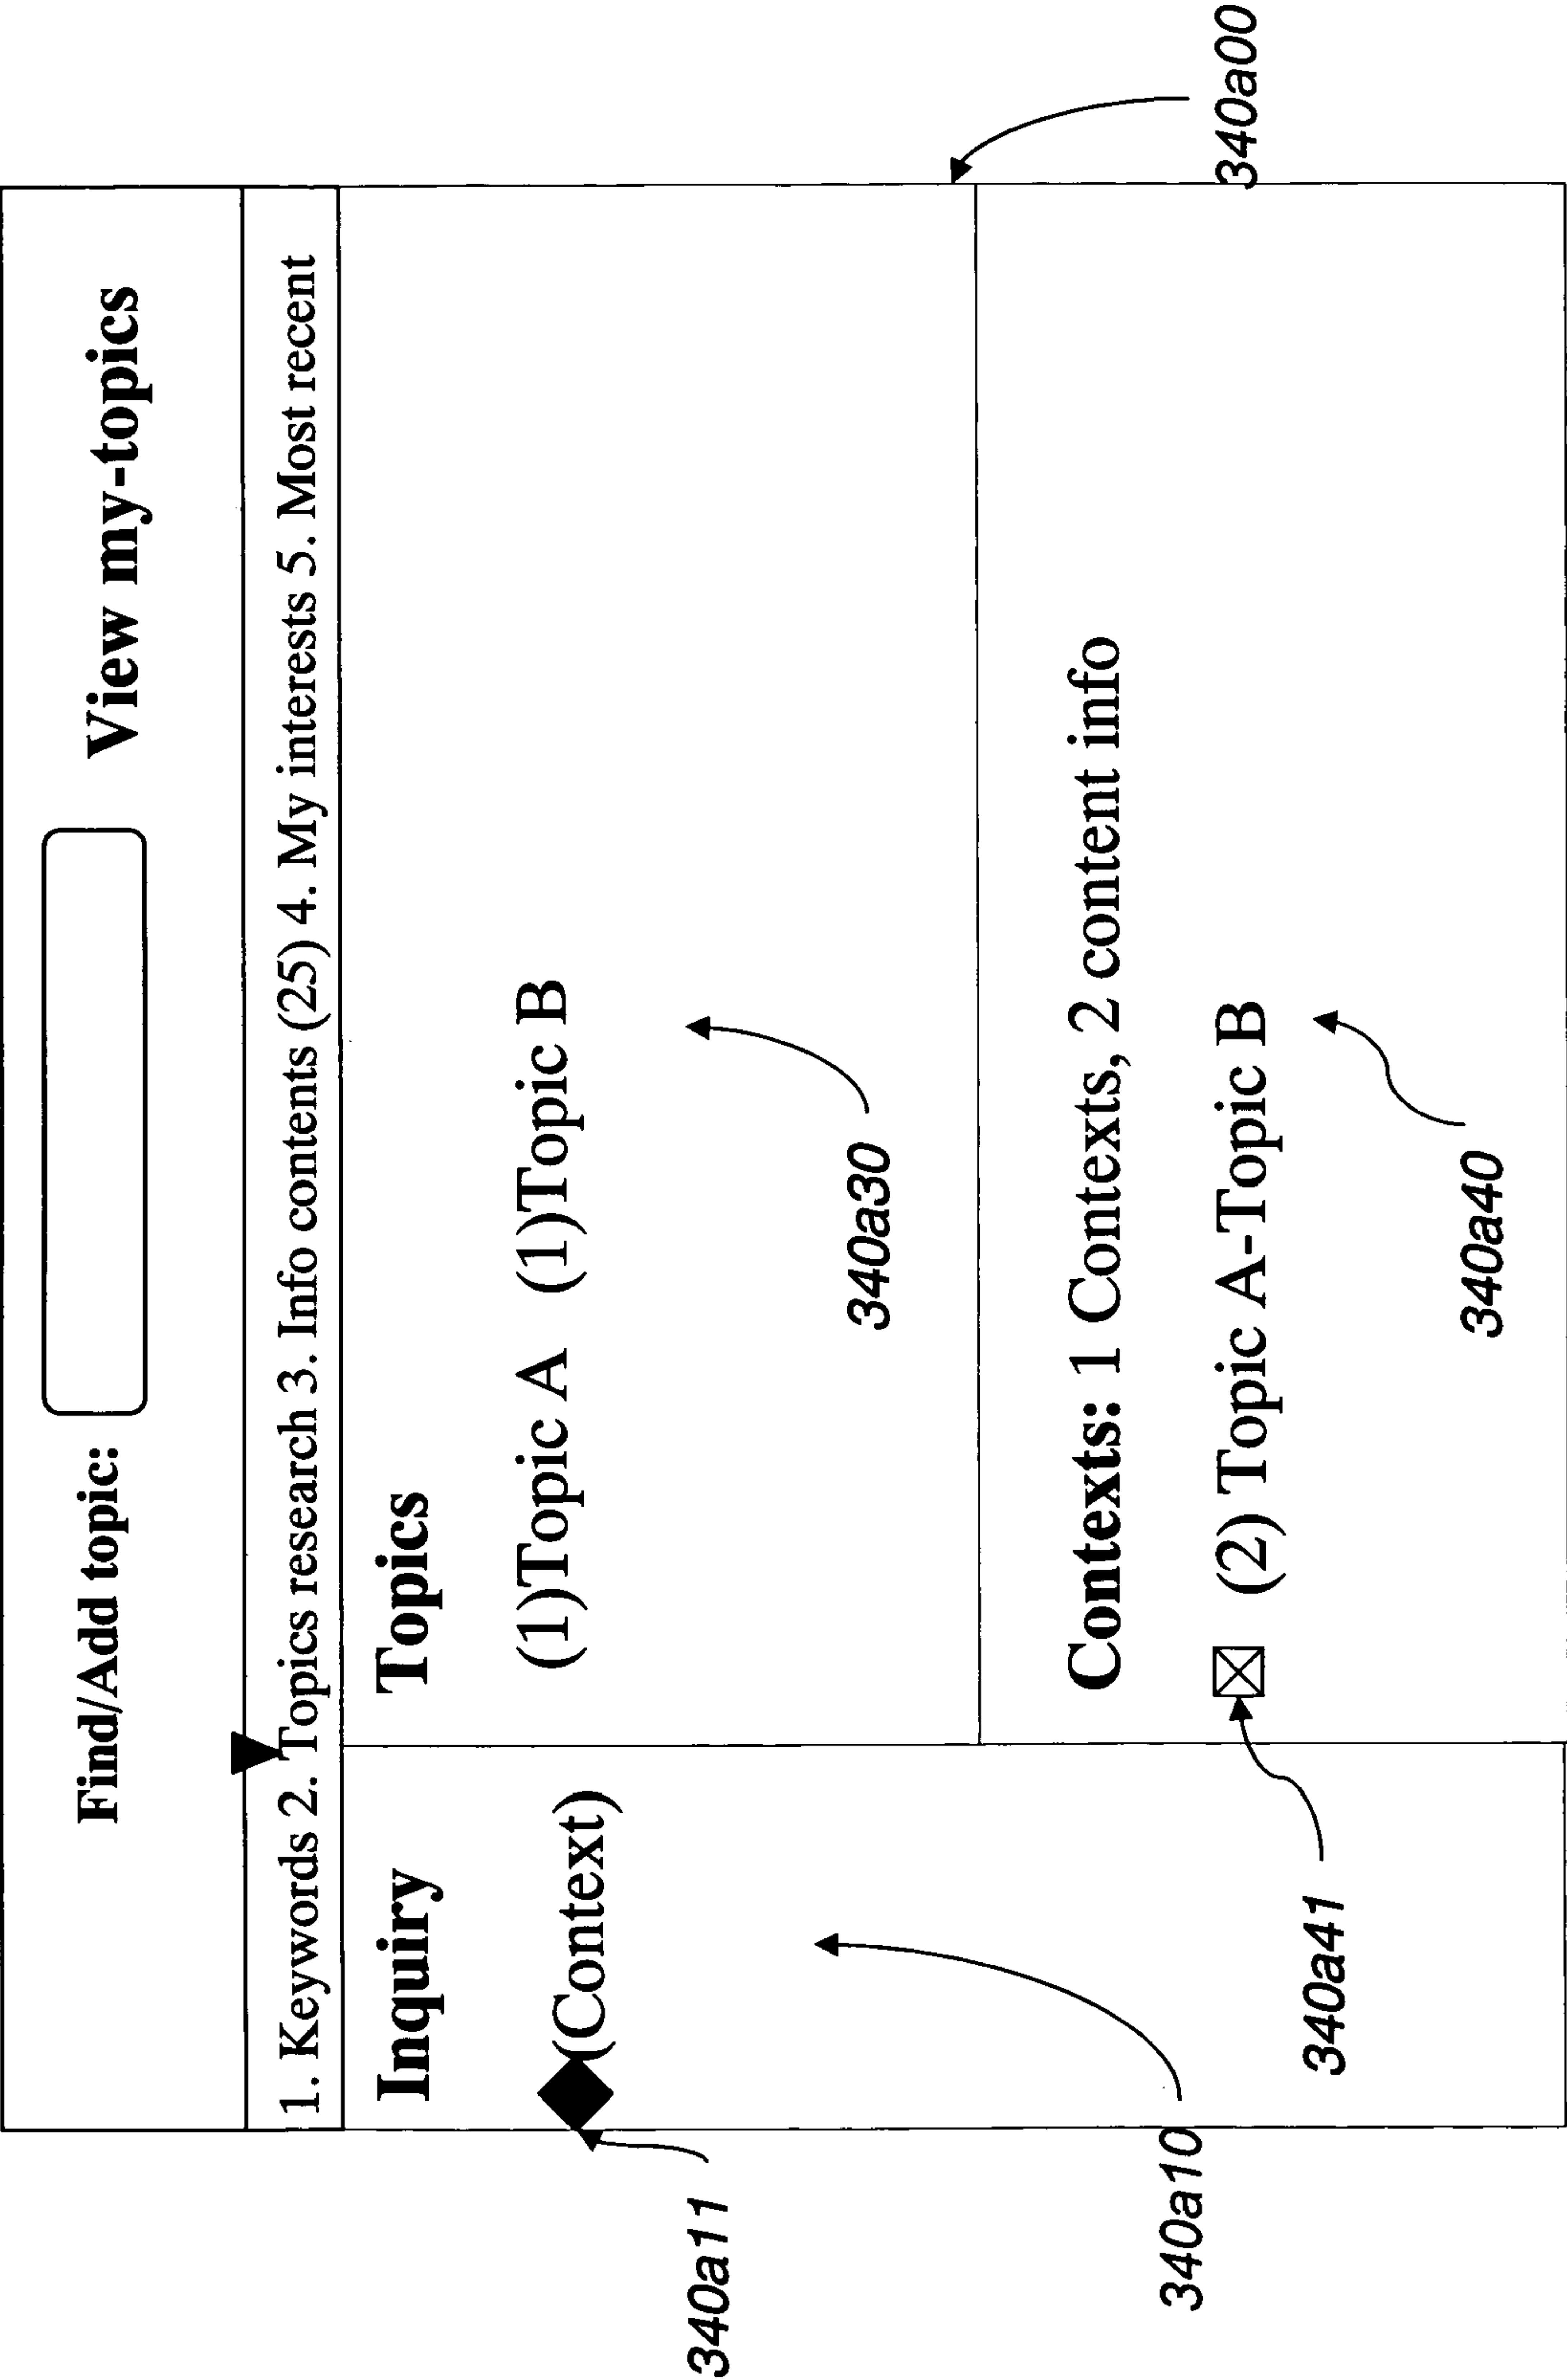 Find/Add topic: View my-topics
1. Keywords 2. Topics research 3. Info contents (25) 4. My interests 5. Most recent
Inquiry
(Context)
Topics
(1)Topic A (1)Topic B
Contexts: 1 Contexts, 2 content info
(2) Topic A-Topic B
340a11
340a10
340a41
340a30
340a40
340a00